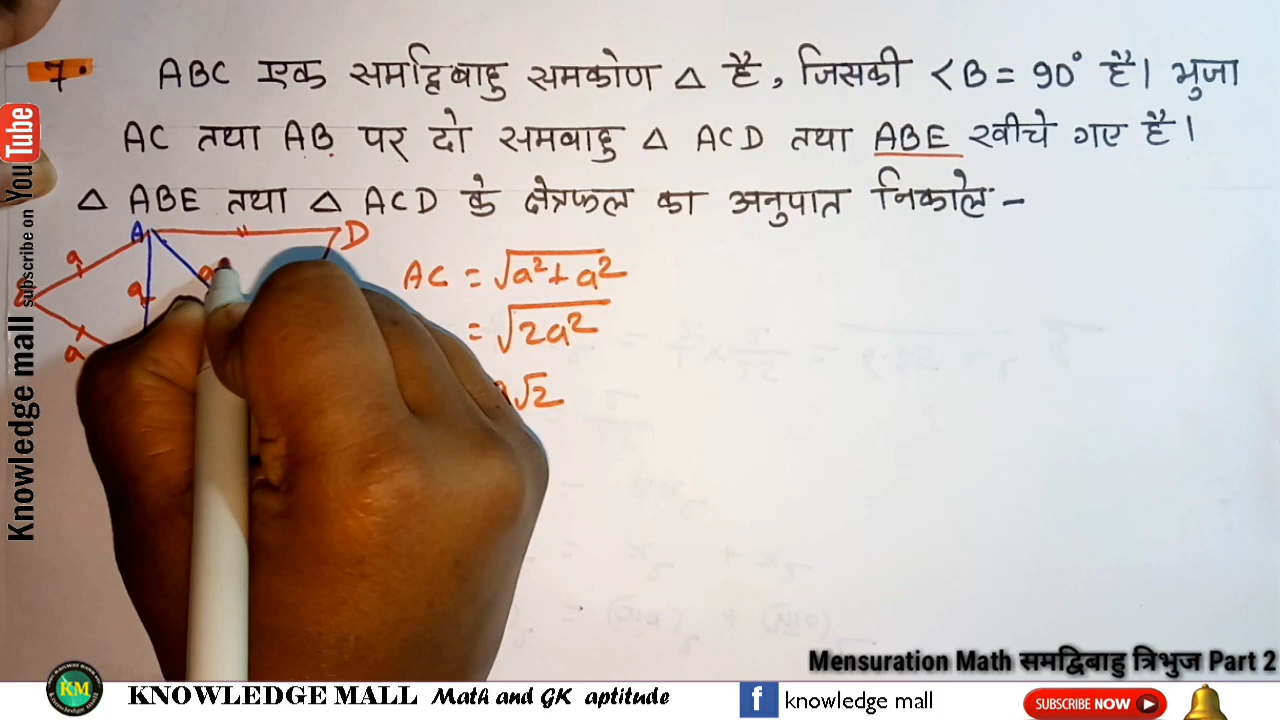 7. ABC एक समद्विबाहु समकोण △ है, जिसकी <B = 90° है। भुजा
AC तथा AB पर दो समबाहु △ ACD तथा ABE खीचे गए है।
△ ABE तथा △ ACD के क्षेत्रफल का अनुपात निकाले -
A D
a a a
AC = √a²+a²
= √2a²
√2
Knowledge mall subscribe on YouTube
Mensuration Math समद्विबाहु त्रिभुज Part 2
KM
KNOWLEDGE MALL Math and GK aptitude
f knowledge mall
SUBSCRIBE NOW